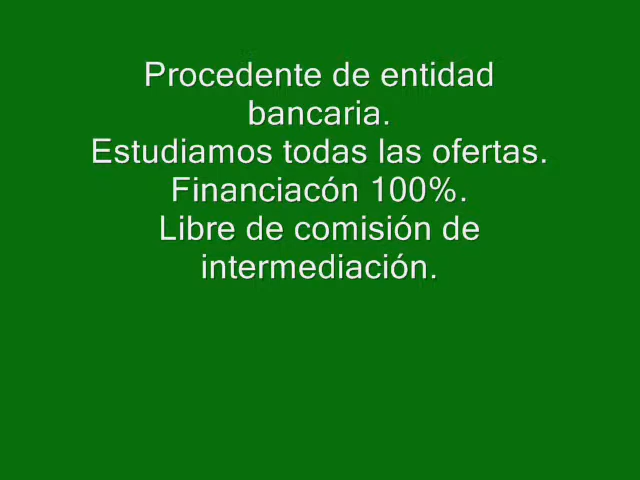 Procedente de entidad
bancaria.
Estudiamos todas las ofertas.
Financiacón 100%.
Libre de comisión de
intermediación.